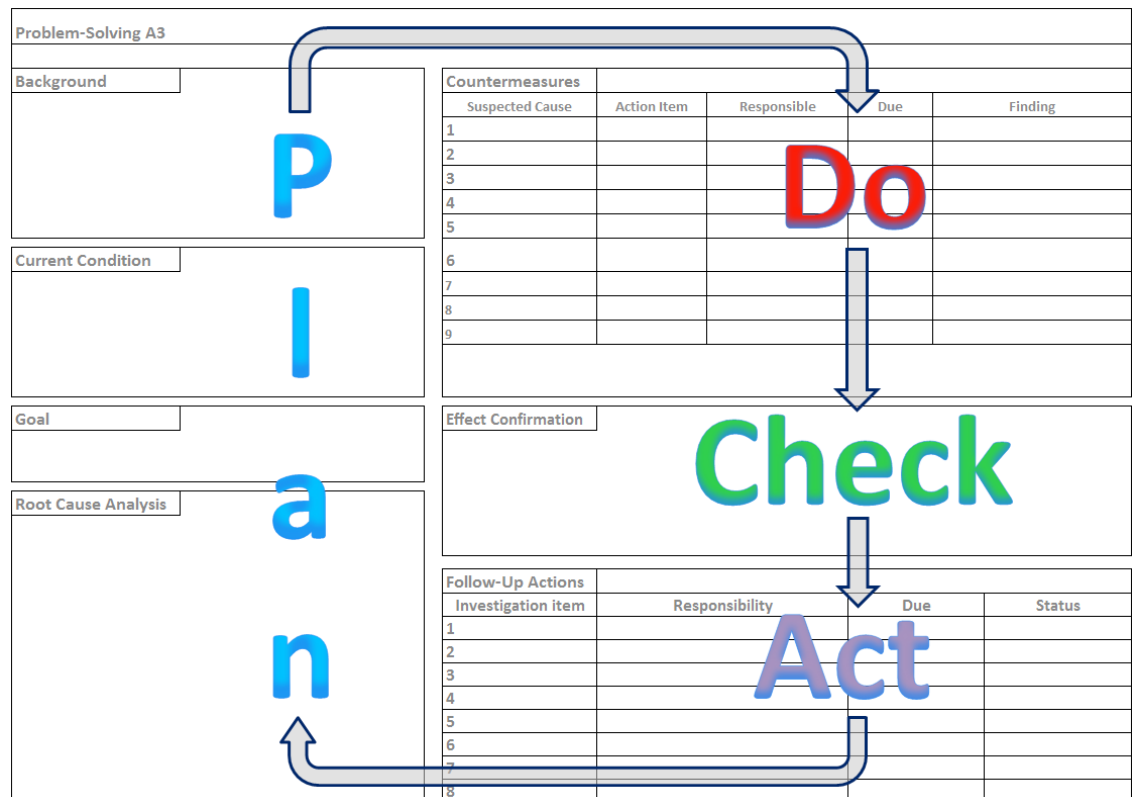 Problem-Solving A3
Background
Plan
Current Condition
Goal
Root Cause Analysis
Countermeasures
Suspected Cause Action Item Responsible Due Finding
1
2
3
4
5
6
7
8
9
Do
Effect Confirmation
Check
Follow-Up Actions
Investigation item Responsibility Due Status
1
2
3
4
5
6
7
8
Act